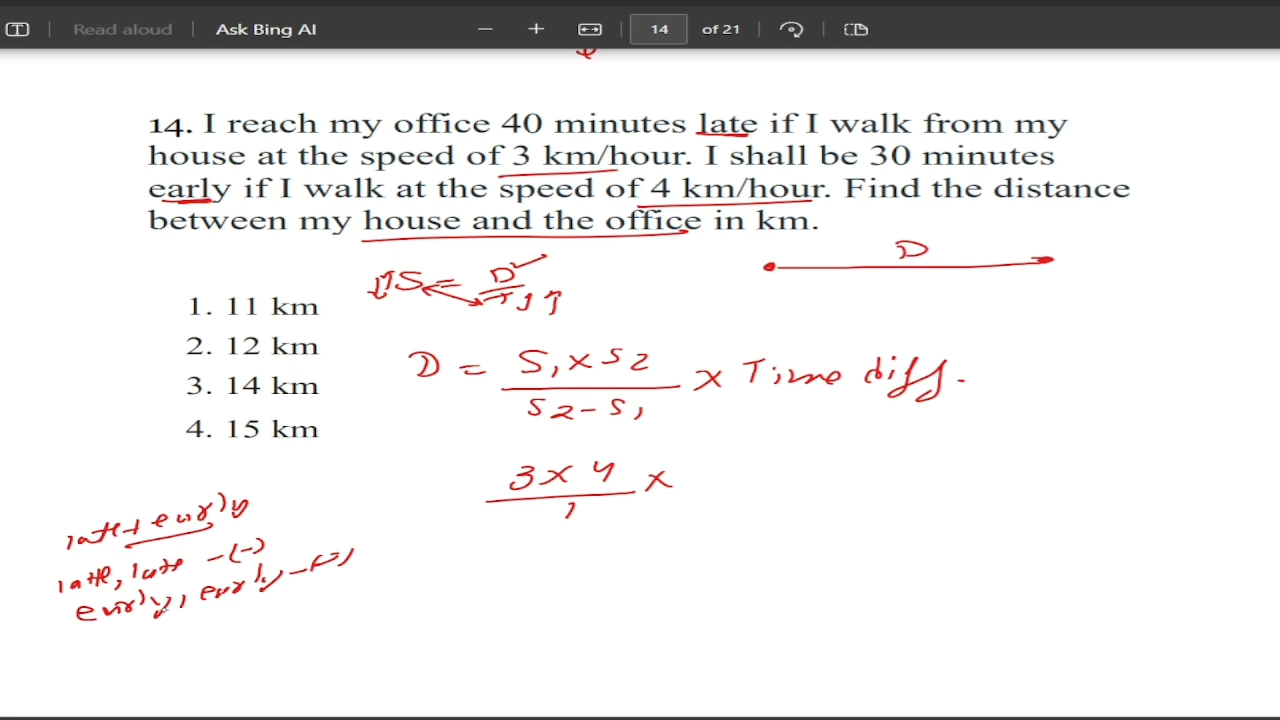 Read aloud Ask Bing AI 14 of 21
14. I reach my office 40 minutes late if I walk from my
house at the speed of 3 km/hour. I shall be 30 minutes
early if I walk at the speed of 4 km/hour. Find the distance
between my house and the office in km.
D
S = D/T
1. 11 km
2. 12 km
3. 14 km
4. 15 km
D = S1 × S2 / S2 - S1 × Time diff.
3 × 4 / 1 ×
late + early
late, late - (-)
early, early - (-)